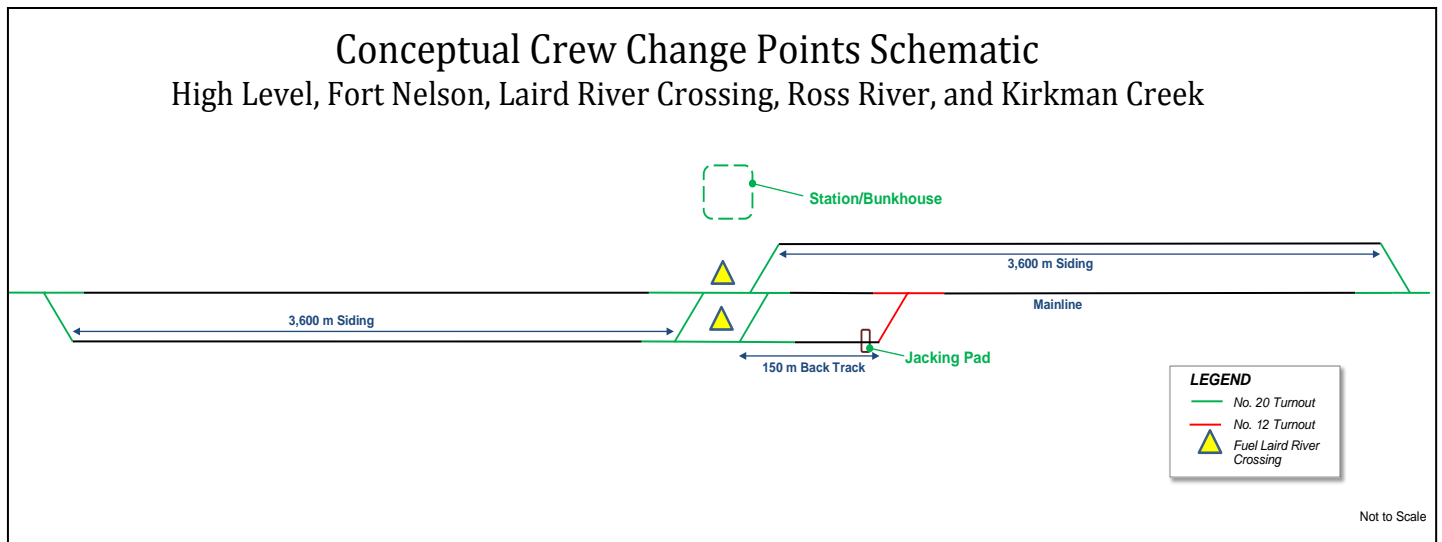 Conceptual Crew Change Points Schematic
High Level, Fort Nelson, Laird River Crossing, Ross River, and Kirkman Creek
Station/Bunkhouse
3,600 m Siding
Mainline
3,600 m Siding
Jacking Pad
150 m Back Track
LEGEND
No. 20 Turnout
No. 12 Turnout
Fuel Laird River
Crossing
Not to Scale